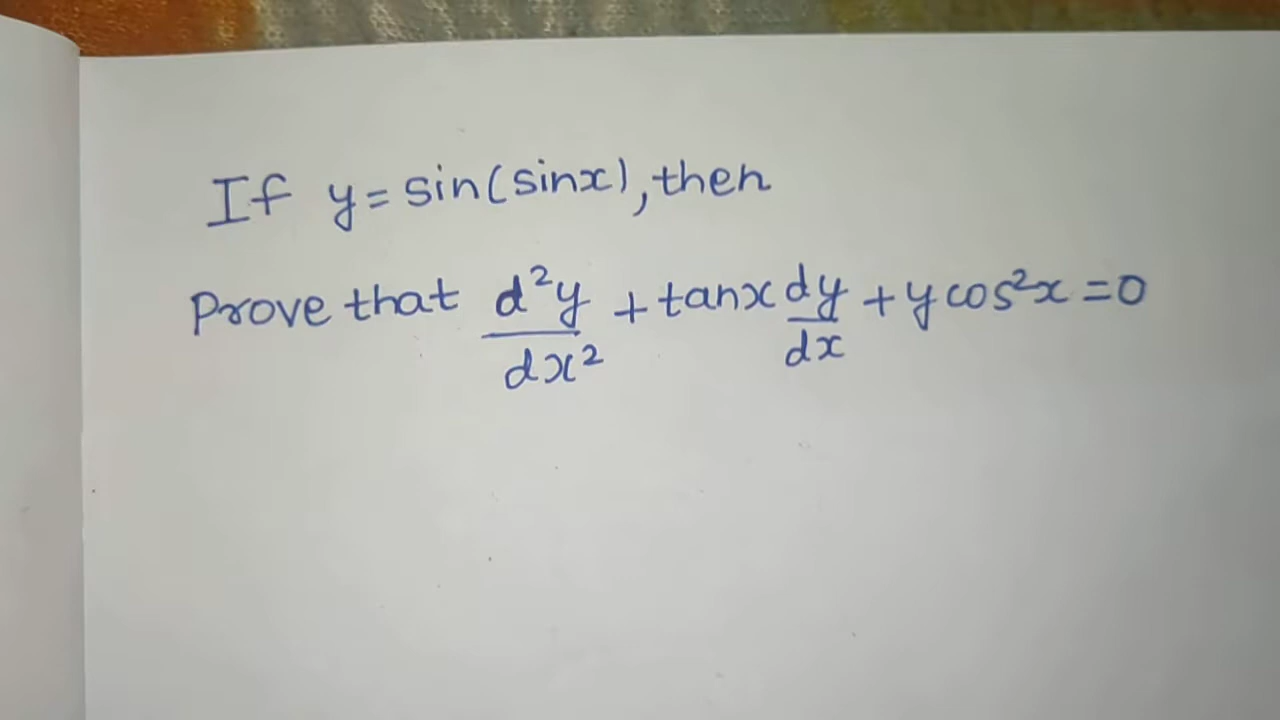 If y = sin(sinx), then
Prove that d²y/dx² + tanx dy/dx + y cos²x = 0